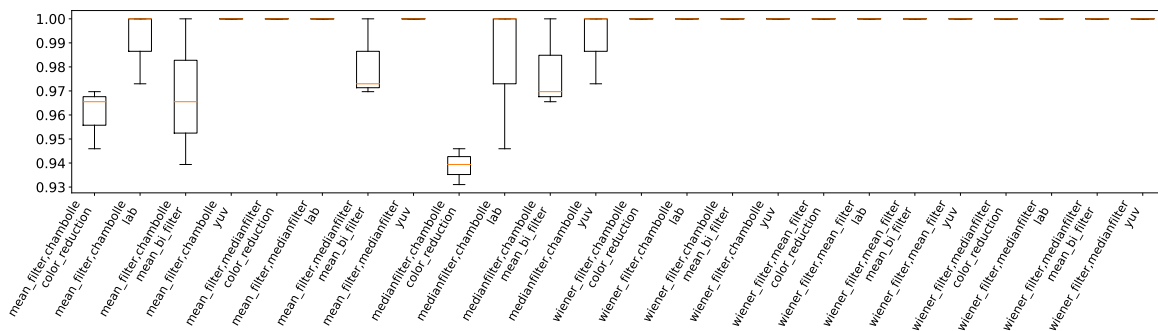 1.00
0.99
0.98
0.97
0.96
0.95
0.94
0.93
mean_filter,chambolle
color_reduction
mean_filter,chambolle
lab
mean_filter,chambolle
mean_bi_filter
mean_filter,chambolle
yuv
mean_filter,medianfilter
color_reduction
mean_filter,medianfilter
lab
mean_filter,medianfilter
mean_bi_filter
mean_filter,medianfilter
yuv
medianfilter,chambolle
color_reduction
medianfilter,chambolle
lab
medianfilter,chambolle
mean_bi_filter
medianfilter,chambolle
yuv
wiener_filter,chambolle
color_reduction
wiener_filter,chambolle
lab
wiener_filter,chambolle
mean_bi_filter
wiener_filter,chambolle
yuv
wiener_filter,mean_filter
color_reduction
wiener_filter,mean_filter
lab
wiener_filter,mean_filter
mean_bi_filter
wiener_filter,mean_filter
yuv
wiener_filter,medianfilter
color_reduction
wiener_filter,medianfilter
lab
wiener_filter,medianfilter
mean_bi_filter
wiener_filter,medianfilter
yuv